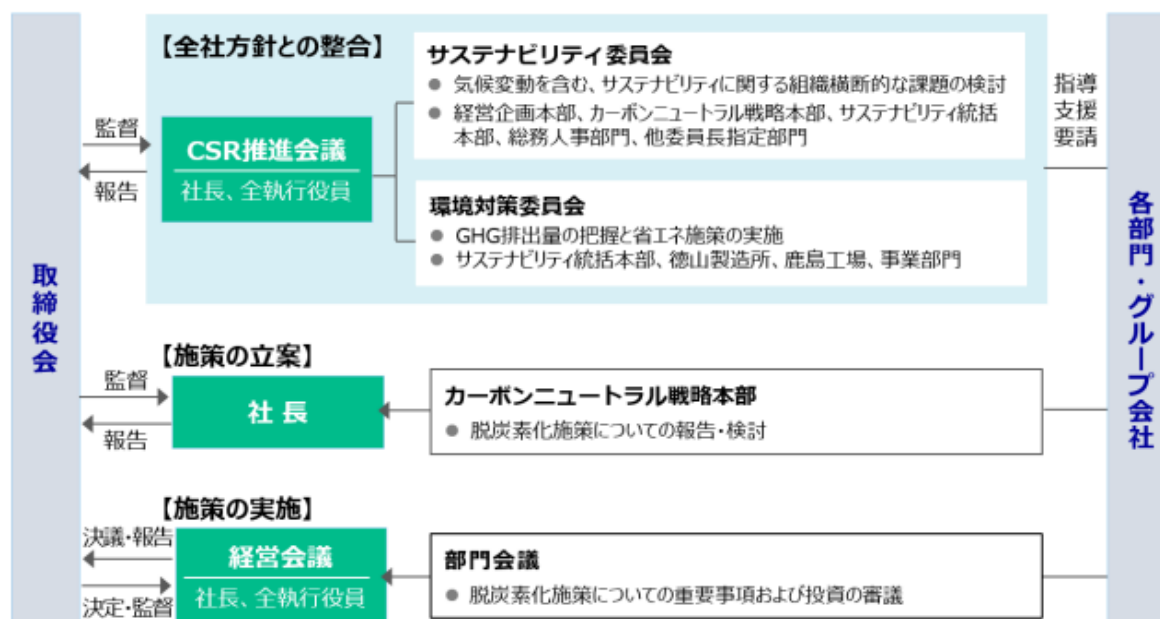 【全社方針との整合】
サステナビリティ委員会
● 気候変動を含む、サステナビリティに関する組織横断的な課題の検討
● 経営企画本部、カーボンニュートラル戦略本部、サステナビリティ統括
本部、総務人事部門、他委員長指定部門
指導
支援
要請
監督
報告
CSR推進会議
社長、全執行役員
環境対策委員会
● GHG排出量の把握と省エネ施策の実施
● サステナビリティ統括本部、徳山製造所、鹿島工場、事業部門
取締役会
各部門・グループ会社
【施策の立案】
監督
報告
社長
カーボンニュートラル戦略本部
● 脱炭素化施策についての報告・検討
【施策の実施】
決議・報告
決定・監督
経営会議
社長、全執行役員
部門会議
● 脱炭素化施策についての重要事項および投資の審議